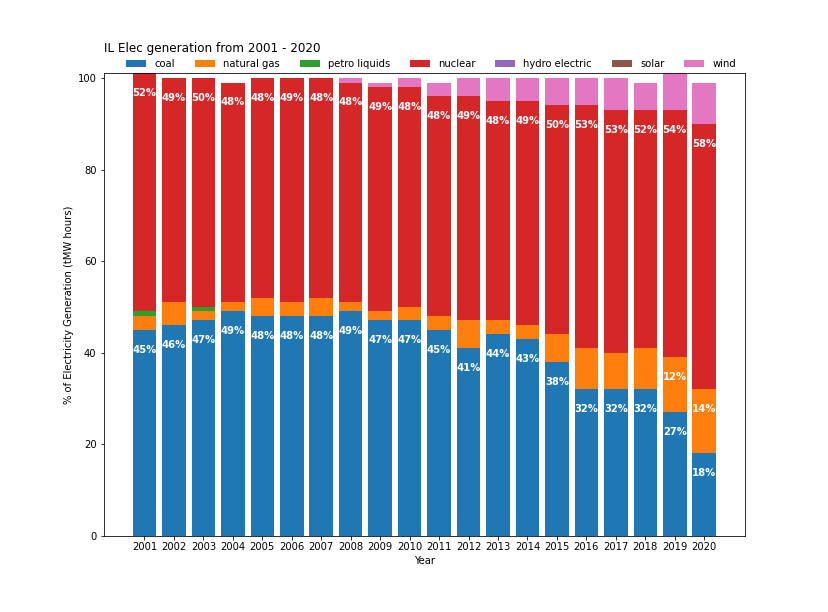 IL Elec generation from 2001 - 2020
coal natural gas petro liquids nuclear hydro electric solar wind
100
80
60
40
20
0
% of Electricity Generation (tMW hours)
52% 49% 50% 48% 48% 49% 48% 48% 49% 48% 48% 49% 48% 49% 50% 53% 53% 52% 54% 58%
12% 14%
45% 46% 47% 49% 48% 48% 48% 49% 47% 47% 45% 41% 44% 43% 38% 32% 32% 32% 27% 18%
2001 2002 2003 2004 2005 2006 2007 2008 2009 2010 2011 2012 2013 2014 2015 2016 2017 2018 2019 2020
Year